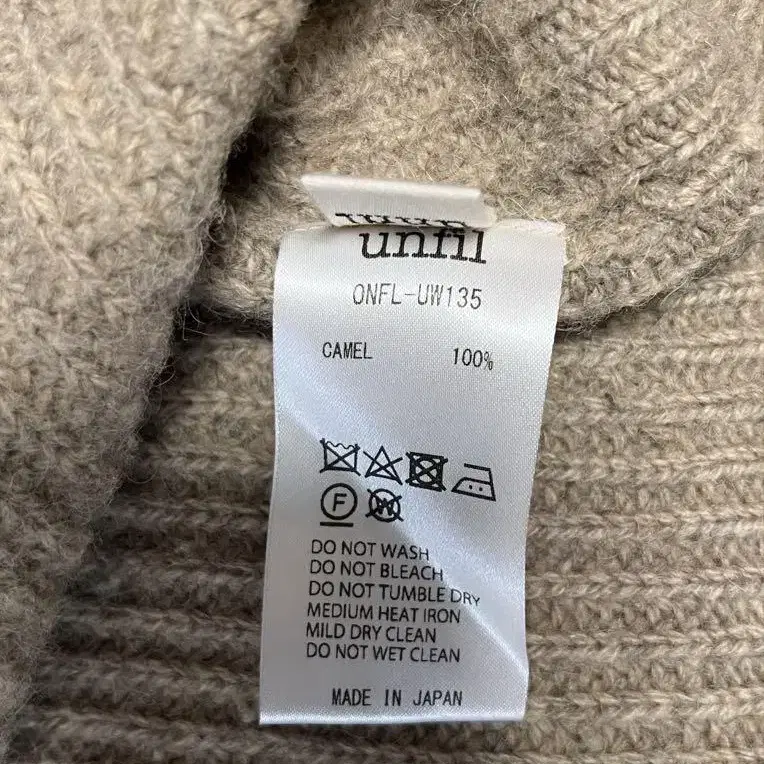 unfil
ONFL-UW135
CAMEL 100%
F W
DO NOT WASH
DO NOT BLEACH
DO NOT TUMBLE DRY
MEDIUM HEAT IRON
MILD DRY CLEAN
DO NOT WET CLEAN
MADE IN JAPAN